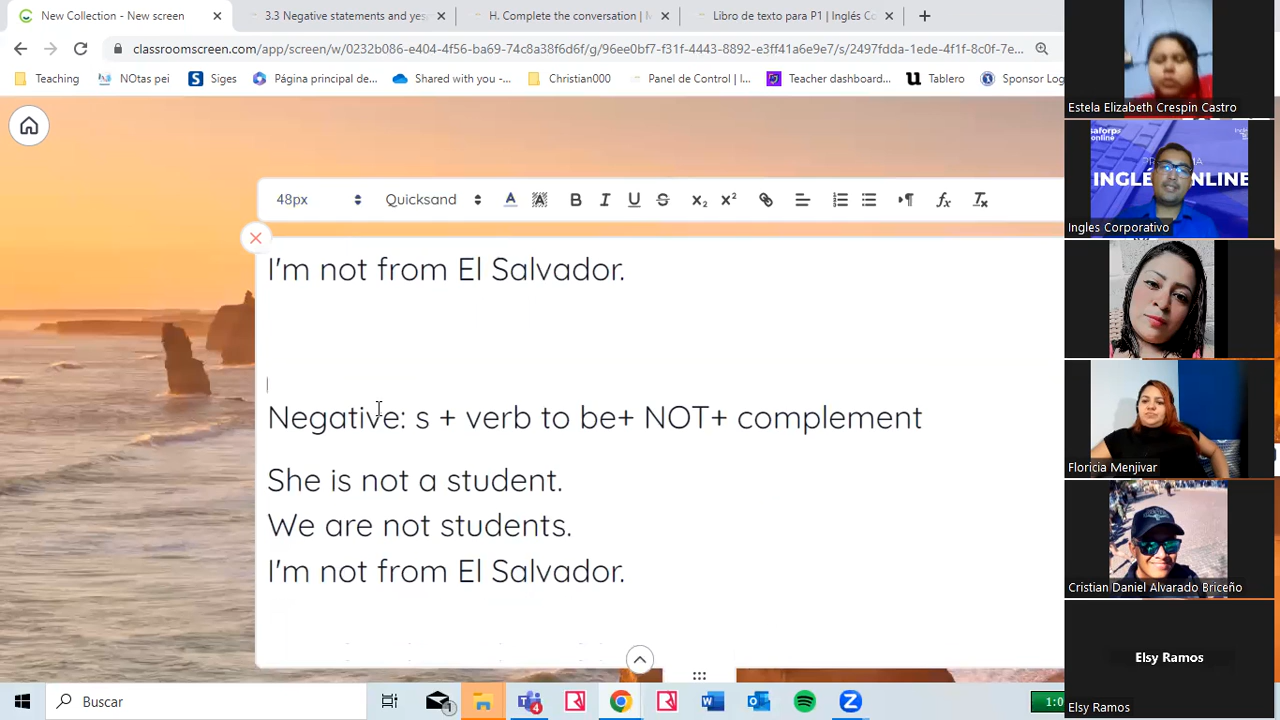 New Collection - New screen
3.3 Negative statements and yes
H. Complete the conversation | M
Libro de texto para P1 | Inglés Co
classroomscreen.com/app/screen/w/0232b086-e404-4f56-ba69-74c8a38f6d6f/g/96ee0bf7-f31f-4443-8892-e3ff41a6e9e7/s/2497fdda-1ede-4f1f-8c0f-7e...
Teaching
NOtas pei
Siges
Página principal de...
Shared with you -...
Christian000
Panel de Control | I...
Teacher dashboard...
Tablero
Sponsor Log
48px
Quicksand
I'm not from El Salvador.
Negative: s + verb to be+ NOT+ complement
She is not a student.
We are not students.
I'm not from El Salvador.
Estela Elizabeth Crespin Castro
INGLÉ
ONLINE
Ingles Corporativo
Floricia Menjivar
Cristian Daniel Alvarado Briceño
Elsy Ramos
Elsy Ramos
Buscar
1:0